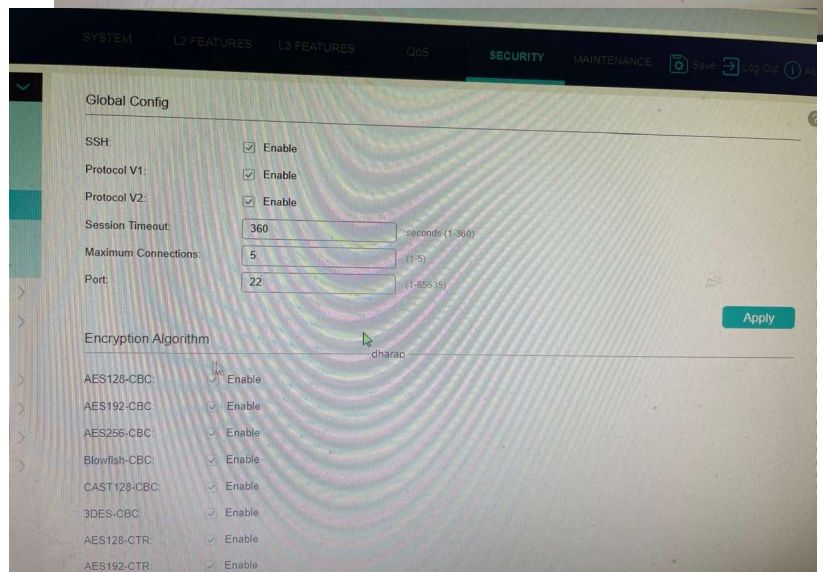 SYSTEM L2 FEATURES L3 FEATURES QoS SECURITY MAINTENANCE Save Log Out
Global Config
SSH: Enable
Protocol V1: Enable
Protocol V2: Enable
Session Timeout: 360 seconds (1-360)
Maximum Connections: 5 (1-5)
Port: 22 (1-65535)
Apply
Encryption Algorithm
dharap
AES128-CBC: Enable
AES192-CBC: Enable
AES256-CBC: Enable
Blowfish-CBC: Enable
CAST128-CBC: Enable
3DES-CBC: Enable
AES128-CTR: Enable
AES192-CTR: Enable